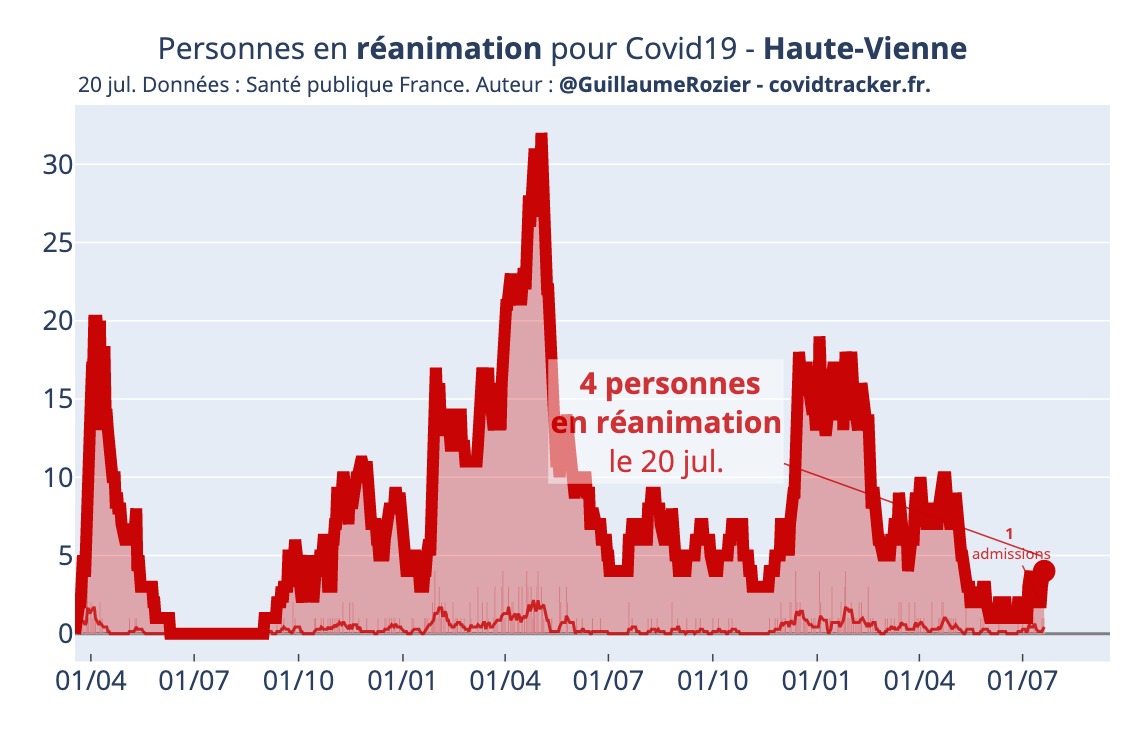 Personnes en réanimation pour Covid19 - Haute-Vienne
20 jul. Données : Santé publique France. Auteur : @GuillaumeRozier - covidtracker.fr.
30
25
20
15
10
5
0
4 personnes
en réanimation
le 20 jul.
1
admissions
01/04 01/07 01/10 01/01 01/04 01/07 01/10 01/01 01/04 01/07